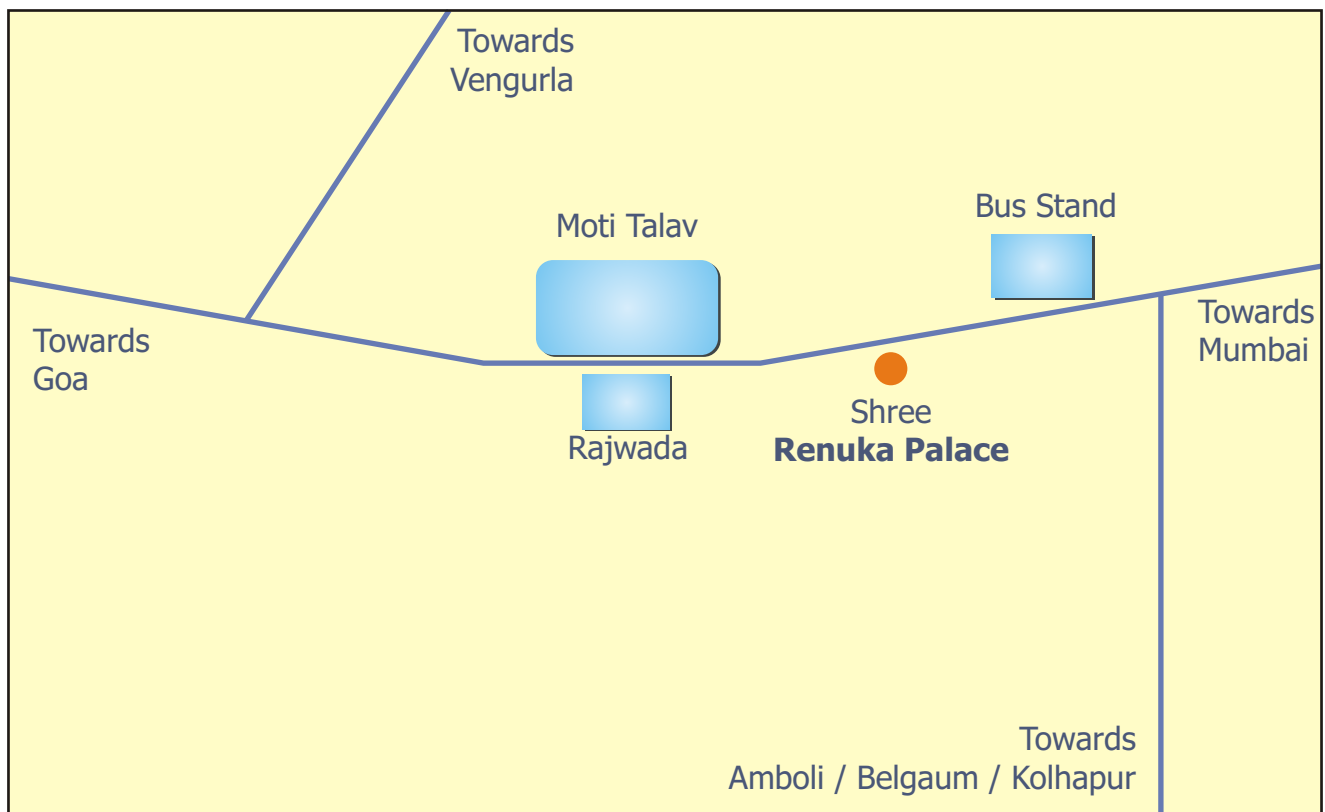 Towards
Vengurla
Bus Stand
Moti Talav
Towards
Goa
Towards
Mumbai
Shree
Renuka Palace
Rajwada
Towards
Amboli / Belgaum / Kolhapur